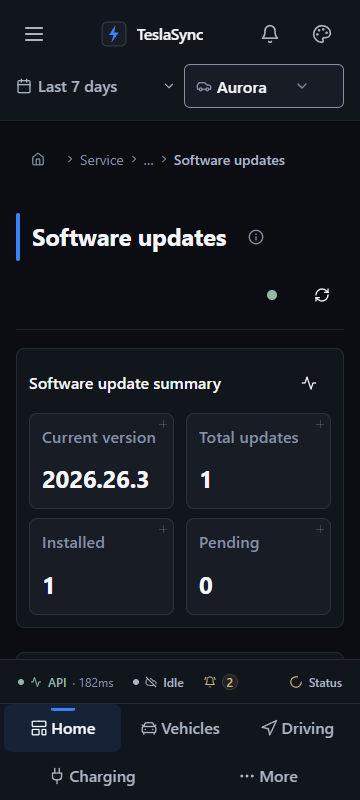 TeslaSync
Last 7 days
Aurora
Service
...
Software updates
Software updates
Software update summary
Current version
2026.26.3
Total updates
1
Installed
1
Pending
0
API · 182ms
Idle
2
Status
Home
Vehicles
Driving
Charging
More